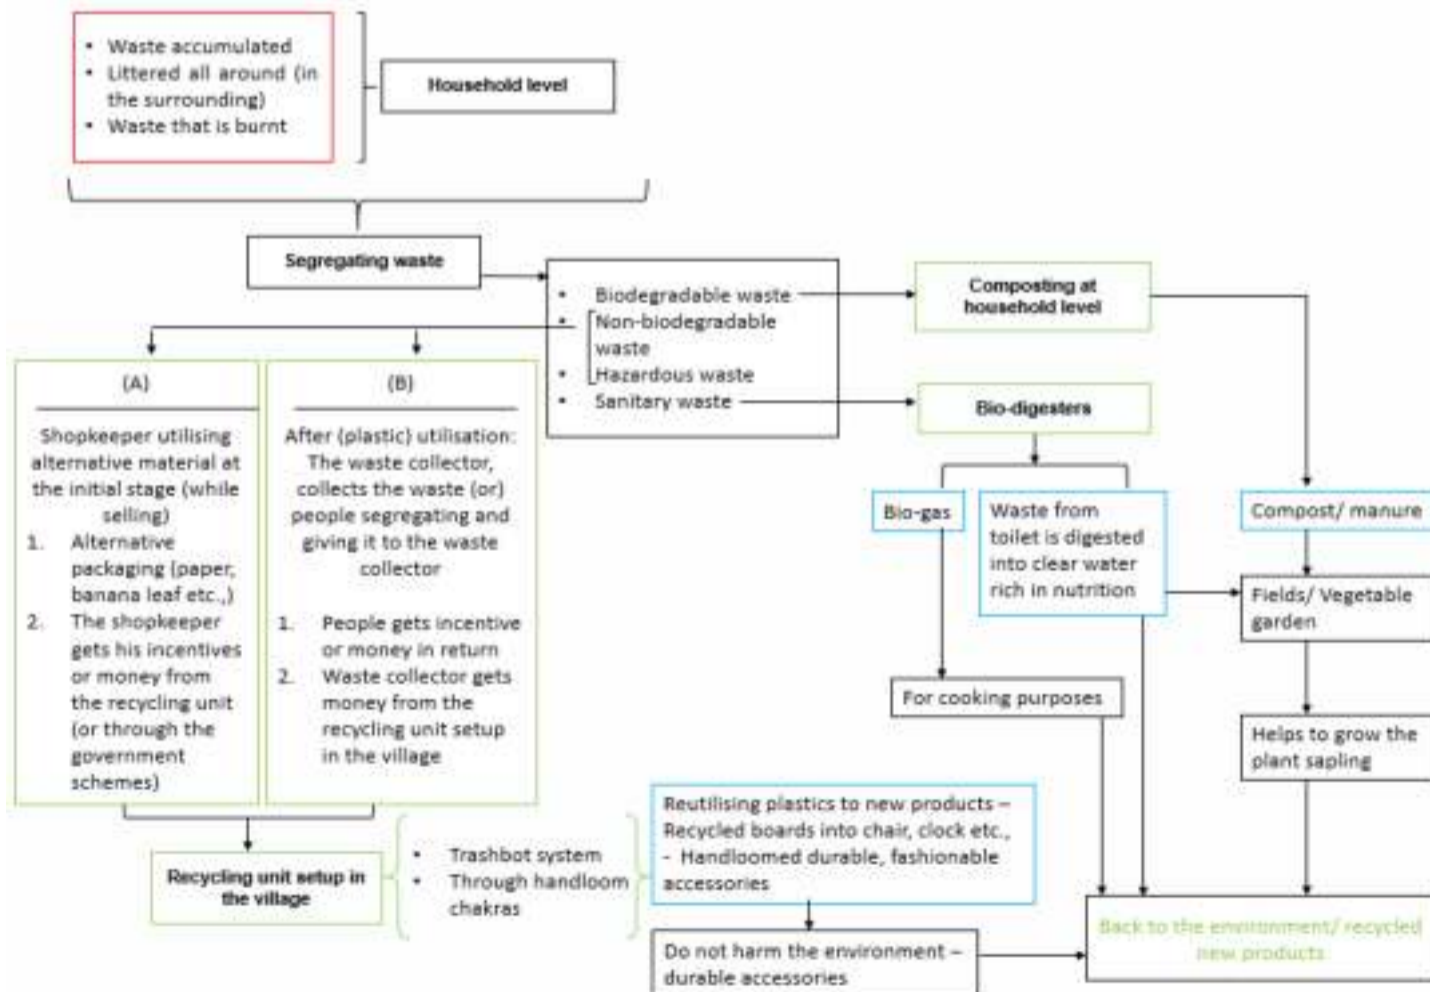 • Waste accumulated
• Littered all around (in
the surrounding)
• Waste that is burnt
Household level
Segregating waste
• Biodegradable waste
• Non-biodegradable
waste
• Hazardous waste
• Sanitary waste
Composting at
household level
Bio-digesters
(A)
Shopkeeper utilising
alternative material at
the initial stage (while
selling)
1. Alternative
packaging (paper,
banana leaf etc.,)
2. The shopkeeper
gets his incentives
or money from
the recycling unit
(or through the
government
schemes)
(B)
After (plastic) utilisation:
The waste collector,
collects the waste (or)
people segregating and
giving it to the waste
collector
1. People gets incentive
or money in return
2. Waste collector gets
money from the
recycling unit setup
in the village
Bio-gas
Waste from
toilet is digested
into clear water
rich in nutrition
Compost/ manure
Fields/ Vegetable
garden
For cooking purposes
Helps to grow the
plant sapling
Recycling unit setup in
the village
• Trashbot system
• Through handloom
chakras
Reutilising plastics to new products –
Recycled boards into chair, clock etc.,
- Handloomed durable, fashionable
accessories
Do not harm the environment –
durable accessories
Back to the environment/ recycled
new products